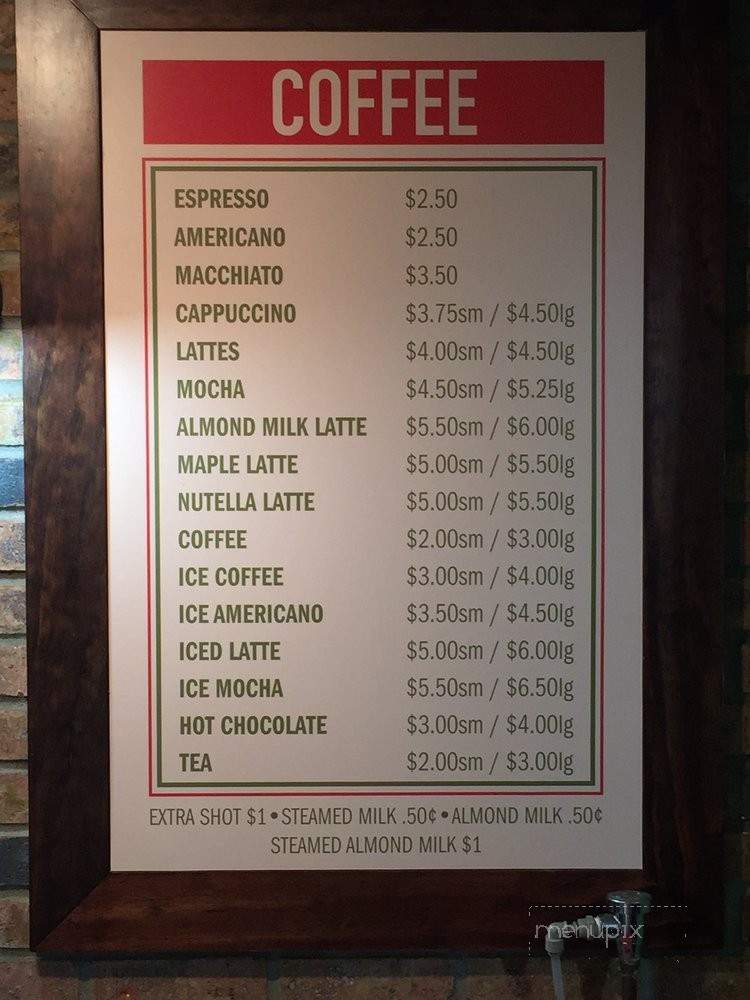 COFFEE
ESPRESSO $2.50
AMERICANO $2.50
MACCHIATO $3.50
CAPPUCCINO $3.75sm / $4.50lg
LATTES $4.00sm / $4.50lg
MOCHA $4.50sm / $5.25lg
ALMOND MILK LATTE $5.50sm / $6.00lg
MAPLE LATTE $5.00sm / $5.50lg
NUTELLA LATTE $5.00sm / $5.50lg
COFFEE $2.00sm / $3.00lg
ICE COFFEE $3.00sm / $4.00lg
ICE AMERICANO $3.50sm / $4.50lg
ICED LATTE $5.00sm / $6.00lg
ICE MOCHA $5.50sm / $6.50lg
HOT CHOCOLATE $3.00sm / $4.00lg
TEA $2.00sm / $3.00lg
EXTRA SHOT $1 • STEAMED MILK .50¢ • ALMOND MILK .50¢
STEAMED ALMOND MILK $1
menupix